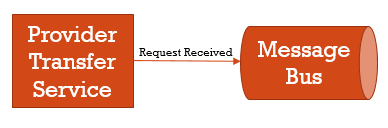 Provider
Transfer
Service
Request Received
Message
Bus